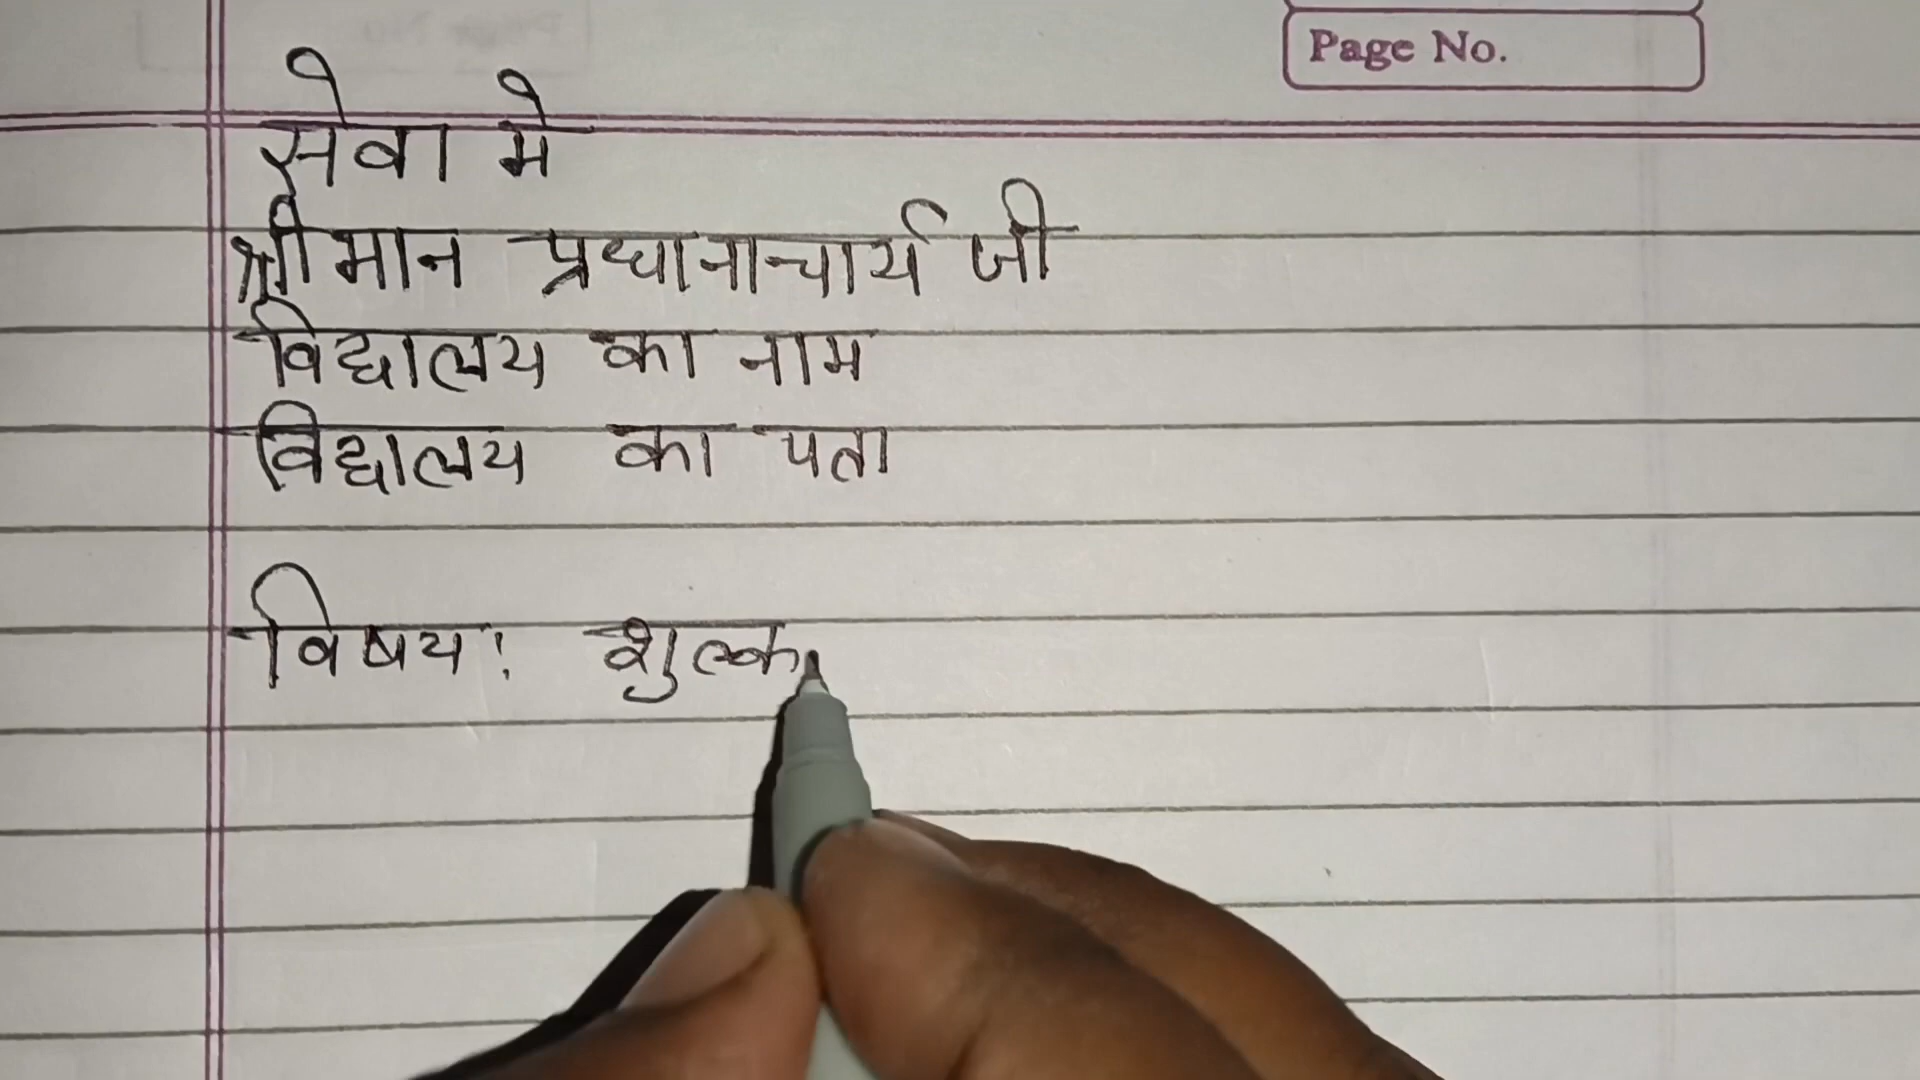 Page No.
सेवा मे
श्रीमान प्रधानाचार्य जी
विद्यालय का नाम
विद्यालय का पता
विषय: शुल्क